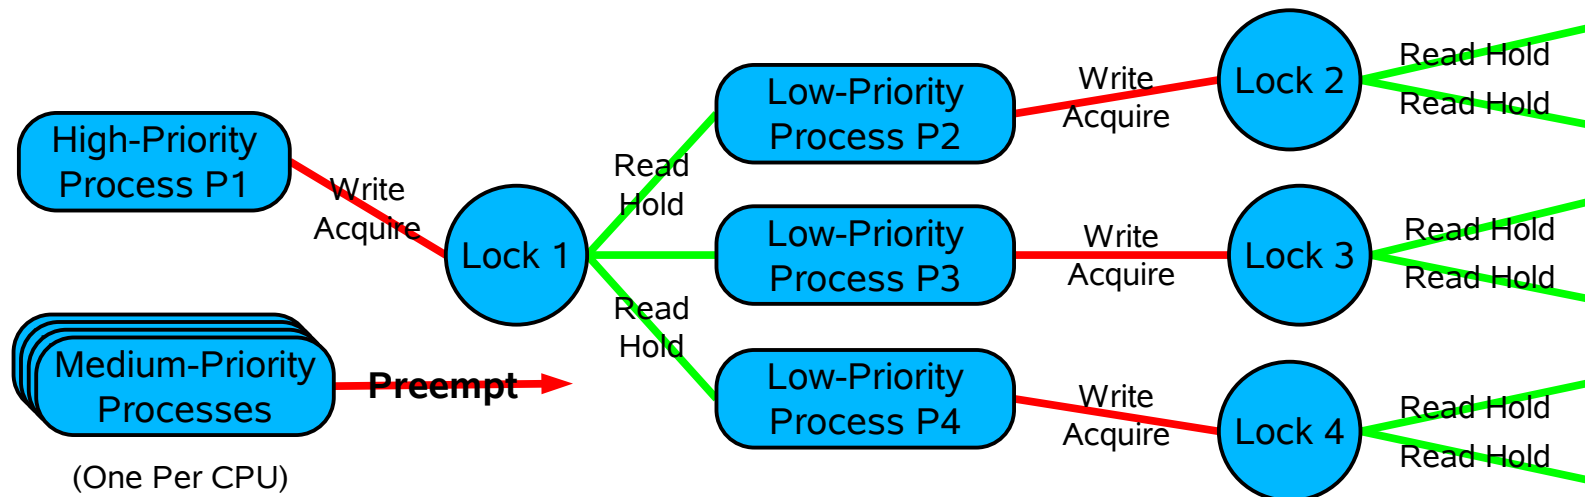 High-Priority
Process P1
Write
Acquire
Lock 1
Medium-Priority
Processes
Preempt
(One Per CPU)
Read
Hold
Read
Hold
Low-Priority
Process P2
Write
Acquire
Lock 2
Read Hold
Read Hold
Low-Priority
Process P3
Write
Acquire
Lock 3
Read Hold
Read Hold
Low-Priority
Process P4
Write
Acquire
Lock 4
Read Hold
Read Hold